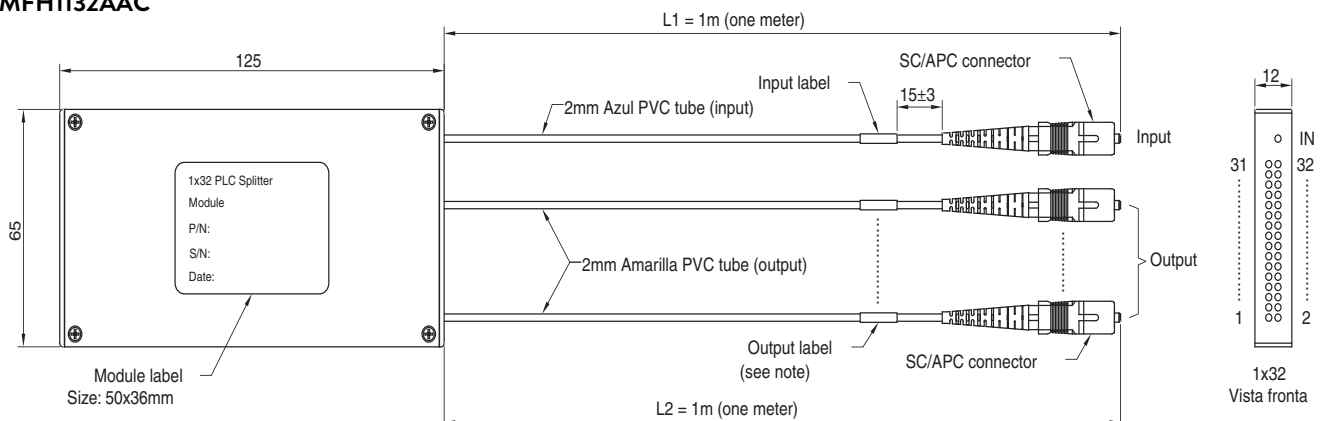 MFH1132AAC
L1 = 1m (one meter)
125
SC/APC connector
12
Input label
15±3
2mm Azul PVC tube (input)
Input
IN
31
32
1x32 PLC Splitter
Module
P/N:
S/N:
Date:
65
2mm Amarilla PVC tube (output)
Output
1
2
Output label
(see note)
SC/APC connector
Module label
Size: 50x36mm
1x32
Vista fronta
L2 = 1m (one meter)